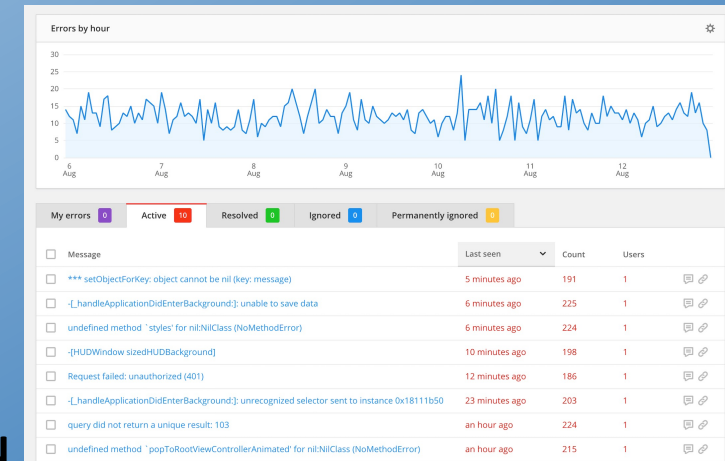 Errors by hour
30
25
20
15
10
5
0
6 7 8 9 10 11 12
Aug Aug Aug Aug Aug Aug Aug
My errors 0 Active 10 Resolved 0 Ignored 0 Permanently ignored 0
Message Last seen Count Users
*** setObjectForKey: object cannot be nil (key: message) 5 minutes ago 191 1
-[_handleApplicationDidEnterBackground:]: unable to save data 6 minutes ago 225 1
undefined method `styles' for nil:NilClass (NoMethodError) 6 minutes ago 224 1
-[HUDWindow sizedHUDBackground] 10 minutes ago 198 1
Request failed: unauthorized (401) 12 minutes ago 186 1
-[_handleApplicationDidEnterBackground:]: unrecognized selector sent to instance 0x18111b50 23 minutes ago 203 1
query did not return a unique result: 103 an hour ago 224 1
undefined method `popToRootViewControllerAnimated' for nil:NilClass (NoMethodError) an hour ago 215 1